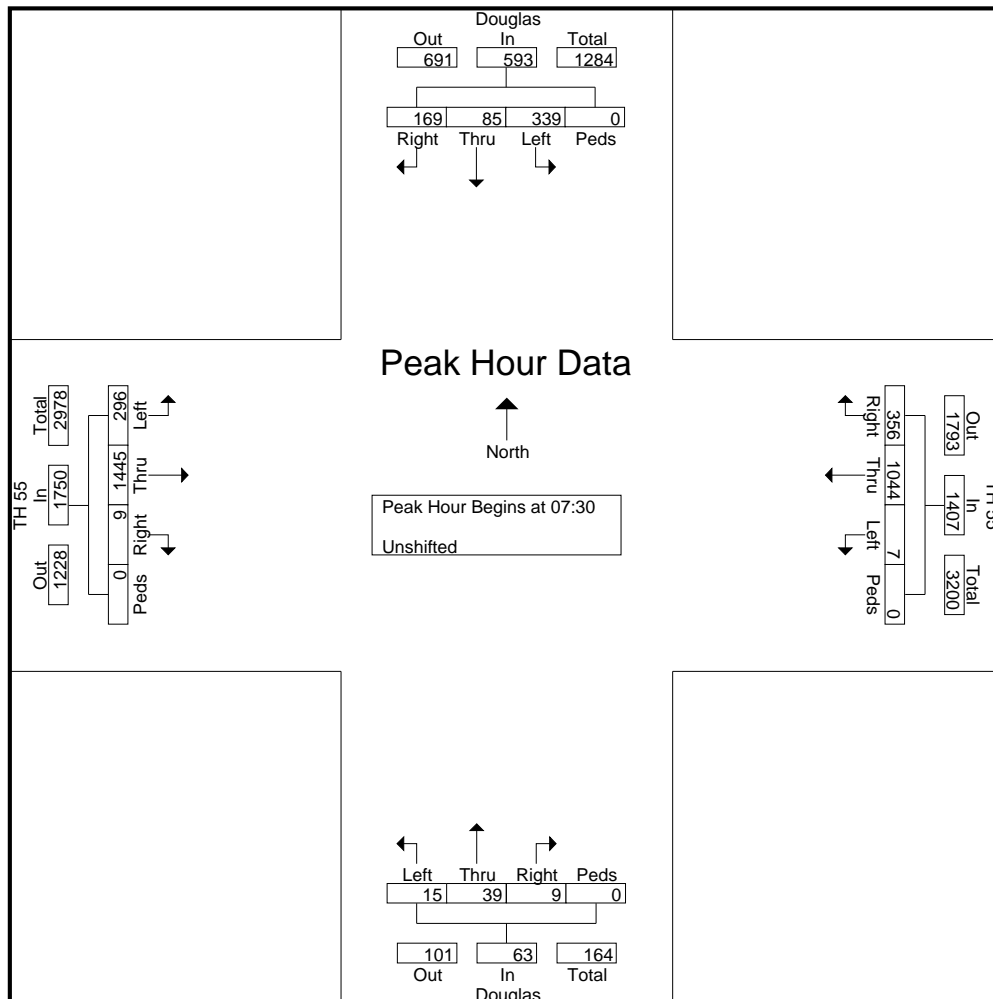 Douglas
Out In Total
691 593 1284
169 85 339 0
Right Thru Left Peds
Peak Hour Data
North
Peak Hour Begins at 07:30
Unshifted
TH 55
Out In Total
1228 1750 2978
0 9 1445 296
Peds Right Thru Left
TH 55
Out In Total
1793 1407 3200
356 1044 7 0
Right Thru Left Peds
Left Thru Right Peds
15 39 9 0
101 63 164
Out In Total
Douglas